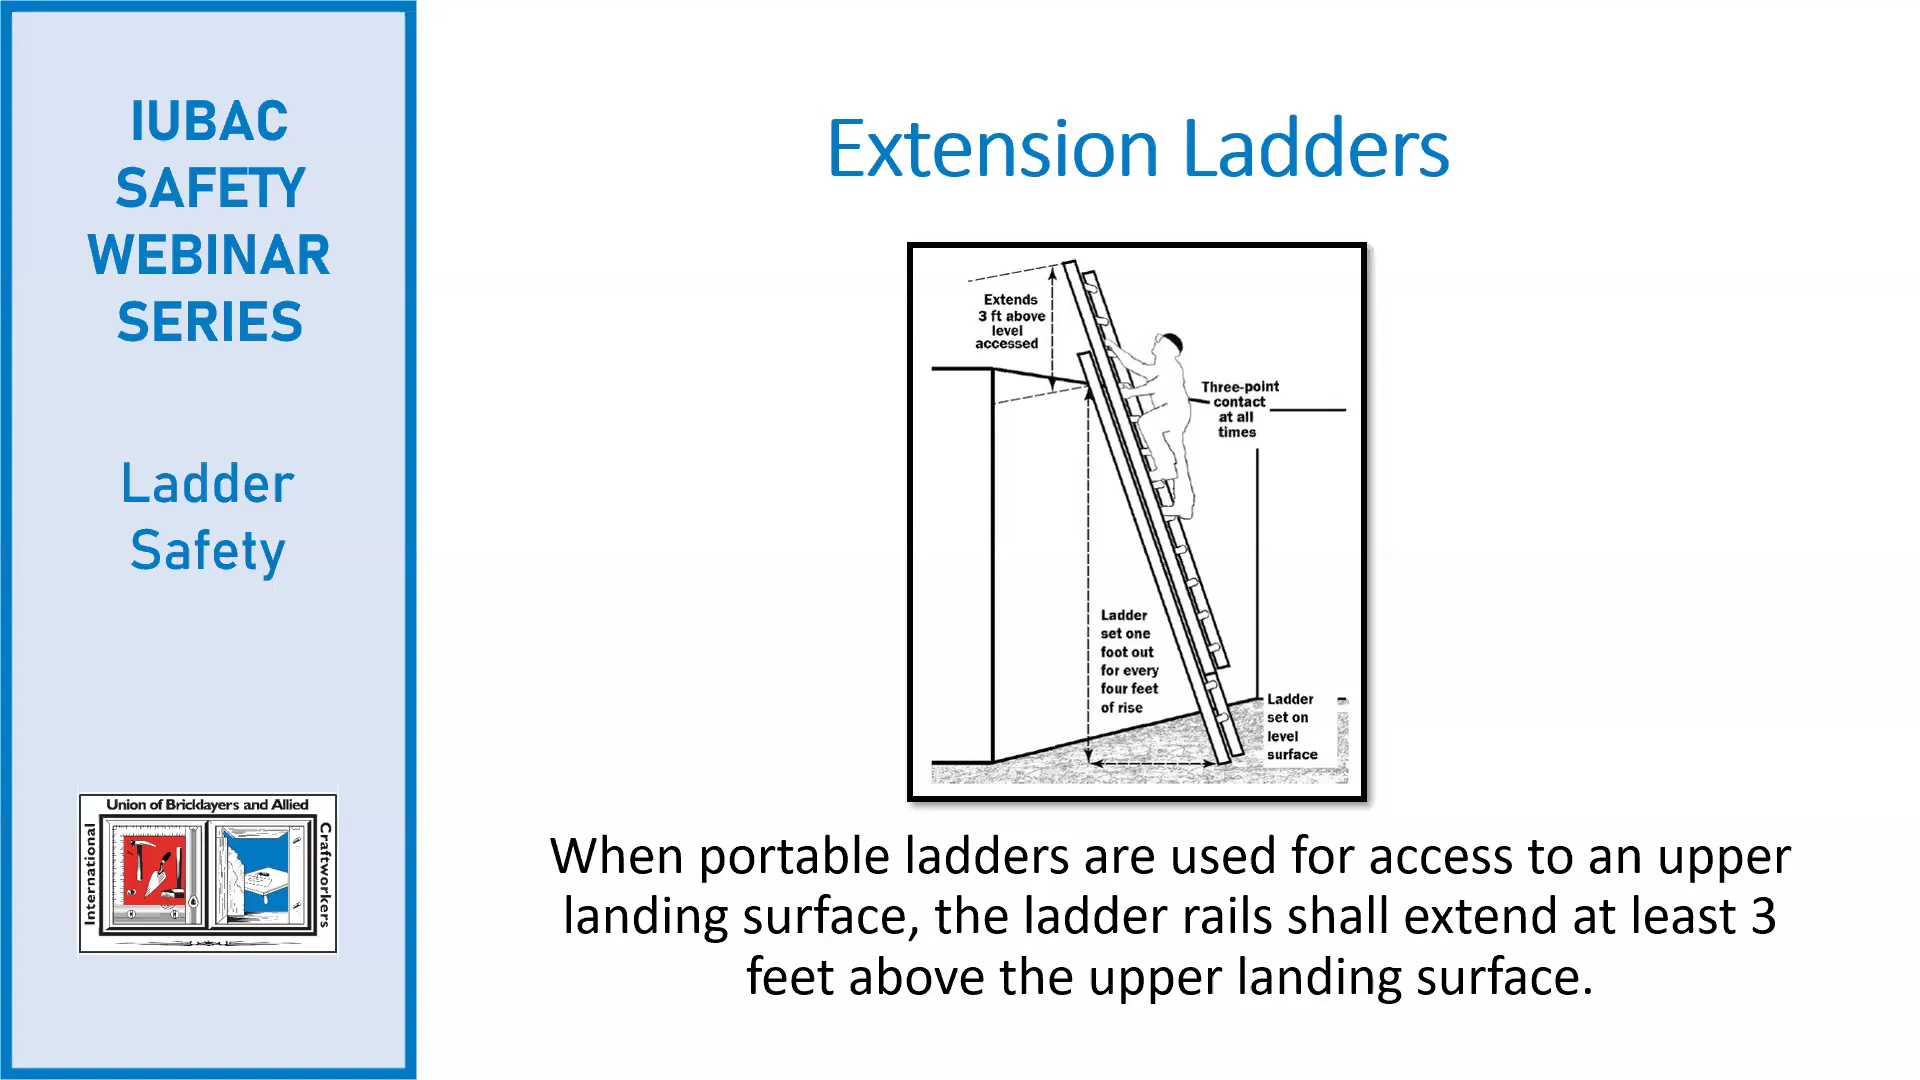 IUBAC
SAFETY
WEBINAR
SERIES
Ladder
Safety
Union of Bricklayers and Allied
International
Craftworkers
Extension Ladders
Extends
3 ft above
level
accessed
Three-point
contact
at all
times
Ladder
set one
foot out
for every
four feet
of rise
Ladder
set on
level
surface
When portable ladders are used for access to an upper
landing surface, the ladder rails shall extend at least 3
feet above the upper landing surface.